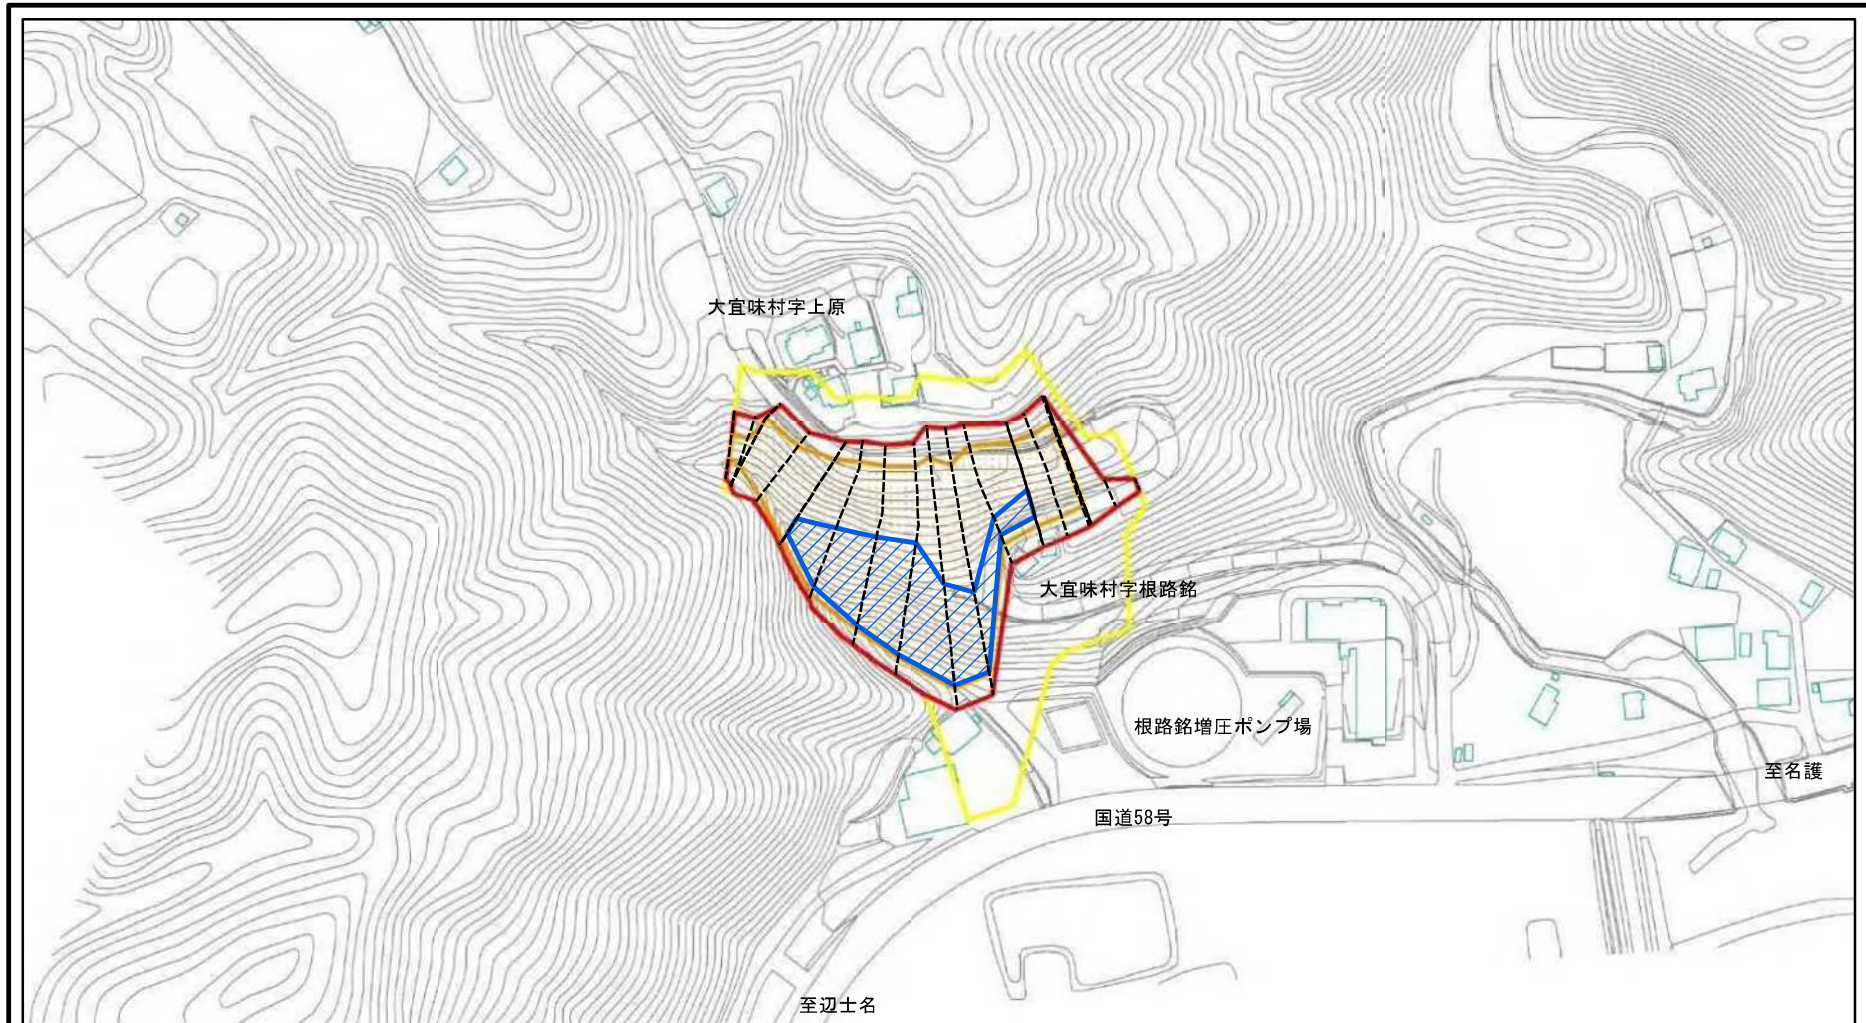 大宜味村字上原
大宜味村字根路銘
根路銘増圧ポンプ場
至名護
国道58号
至辺士名